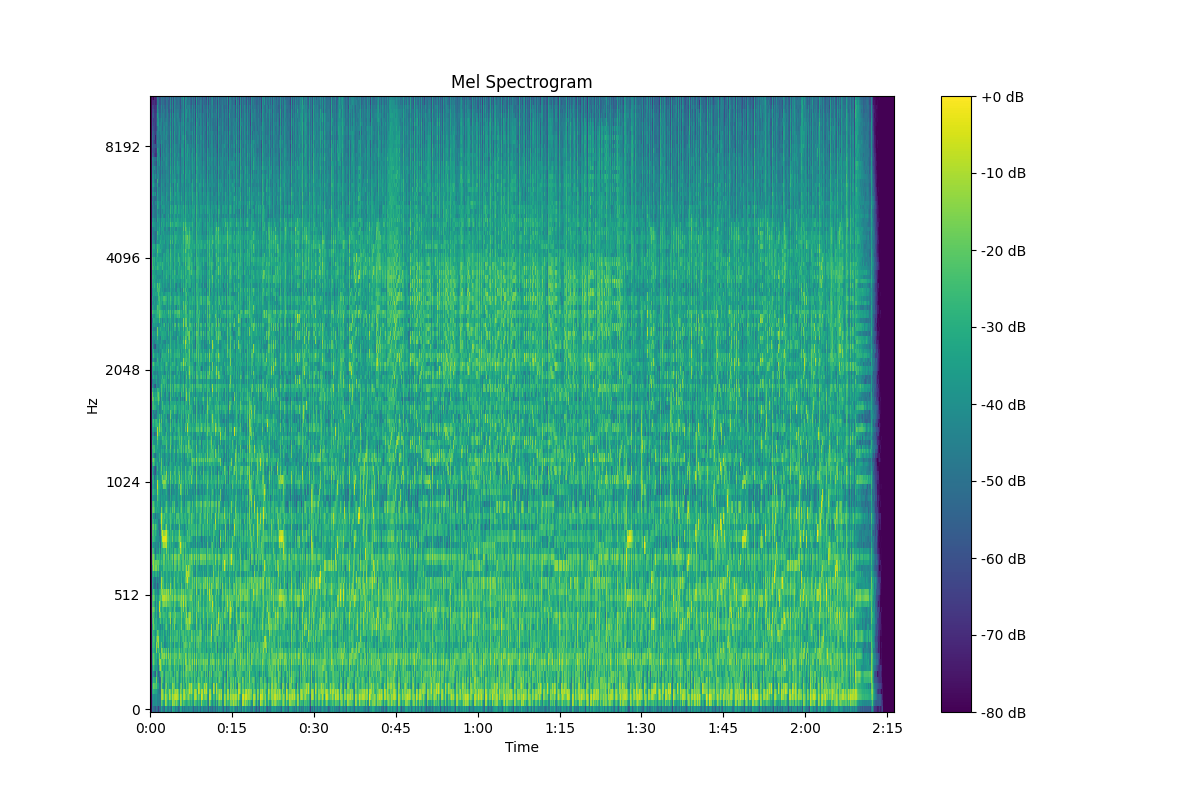 Mel Spectrogram
+0 dB
8192
-10 dB
-20 dB
4096
-30 dB
2048
-40 dB
Hz
1024
-50 dB
-60 dB
512
-70 dB
0
-80 dB
0:00 0:15 0:30 0:45 1:00 1:15 1:30 1:45 2:00 2:15
Time